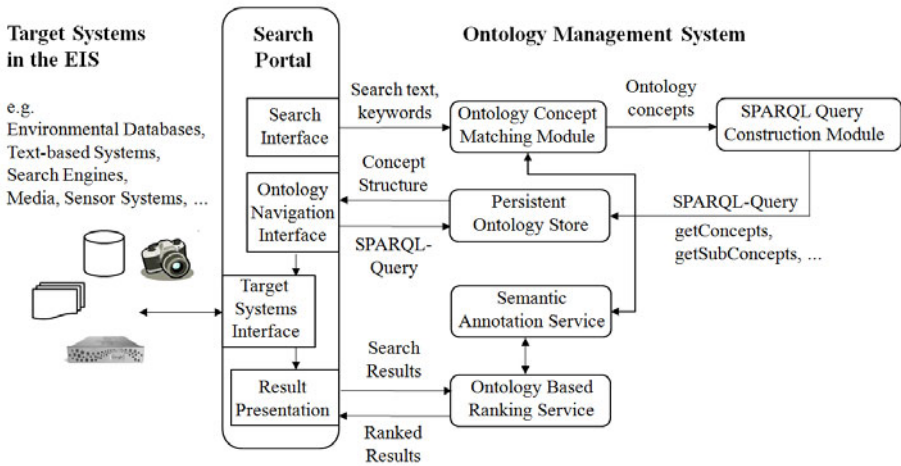 Target Systems
in the EIS
e.g.
Environmental Databases,
Text-based Systems,
Search Engines,
Media, Sensor Systems, ...
Search
Portal
Search
Interface
Ontology
Navigation
Interface
Target
Systems
Interface
Result
Presentation
Ontology Management System
Search text,
keywords
Ontology Concept
Matching Module
Ontology
concepts
SPARQL Query
Construction Module
Concept
Structure
Persistent
Ontology Store
SPARQL-Query
getConcepts,
getSubConcepts, ...
SPARQL-
Query
Semantic
Annotation Service
Search
Results
Ontology Based
Ranking Service
Ranked
Results